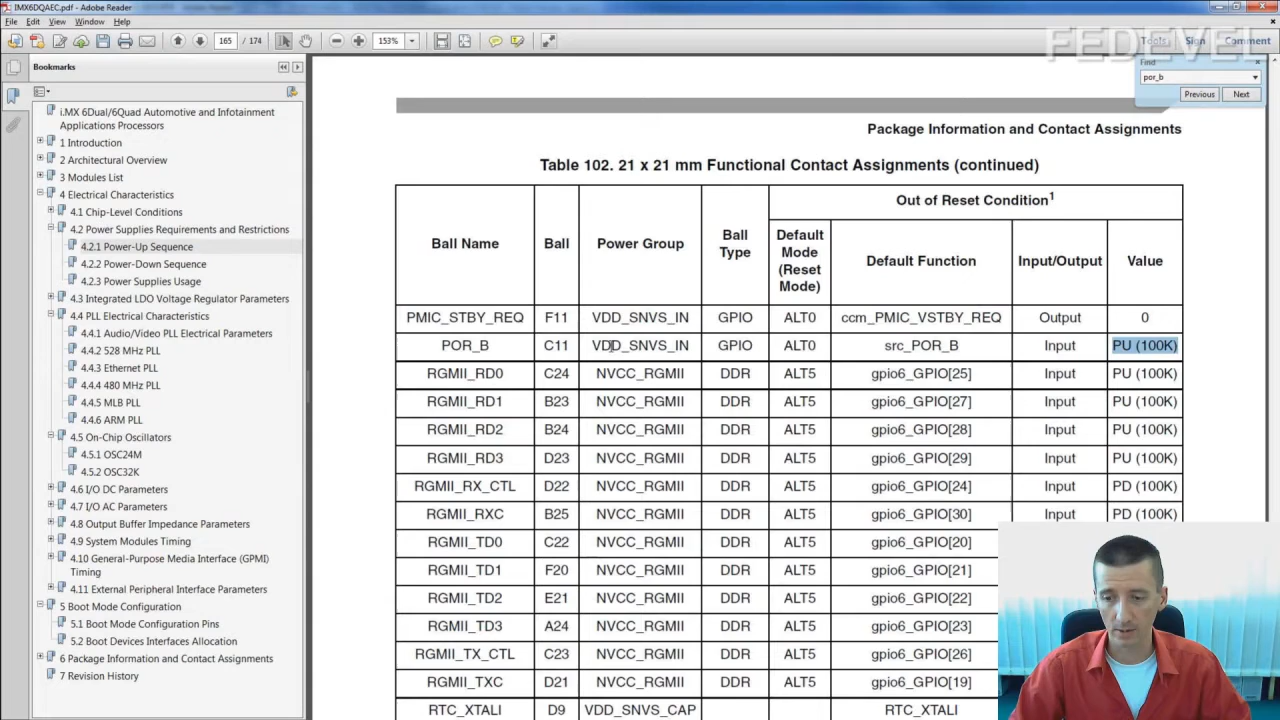 IMX6DQAEC.pdf - Adobe Reader
File Edit View Window Help
165 / 174 153% Tools Sign Comment
FEDEVEL
Find
por_b
Previous Next
Bookmarks
i.MX 6Dual/6Quad Automotive and Infotainment
Applications Processors
1 Introduction
2 Architectural Overview
3 Modules List
4 Electrical Characteristics
4.1 Chip-Level Conditions
4.2 Power Supplies Requirements and Restrictions
4.2.1 Power-Up Sequence
4.2.2 Power-Down Sequence
4.2.3 Power Supplies Usage
4.3 Integrated LDO Voltage Regulator Parameters
4.4 PLL Electrical Characteristics
4.4.1 Audio/Video PLL Electrical Parameters
4.4.2 528 MHz PLL
4.4.3 Ethernet PLL
4.4.4 480 MHz PLL
4.4.5 MLB PLL
4.4.6 ARM PLL
4.5 On-Chip Oscillators
4.5.1 OSC24M
4.5.2 OSC32K
4.6 I/O DC Parameters
4.7 I/O AC Parameters
4.8 Output Buffer Impedance Parameters
4.9 System Modules Timing
4.10 General-Purpose Media Interface (GPMI)
Timing
4.11 External Peripheral Interface Parameters
5 Boot Mode Configuration
5.1 Boot Mode Configuration Pins
5.2 Boot Devices Interfaces Allocation
6 Package Information and Contact Assignments
7 Revision History
Package Information and Contact Assignments
Table 102. 21 x 21 mm Functional Contact Assignments (continued)
Out of Reset Condition1
Ball Name Ball Power Group Ball Type Default Mode (Reset Mode) Default Function Input/Output Value
PMIC_STBY_REQ F11 VDD_SNVS_IN GPIO ALT0 ccm_PMIC_VSTBY_REQ Output 0
POR_B C11 VDD_SNVS_IN GPIO ALT0 src_POR_B Input PU (100K)
RGMII_RD0 C24 NVCC_RGMII DDR ALT5 gpio6_GPIO[25] Input PU (100K)
RGMII_RD1 B23 NVCC_RGMII DDR ALT5 gpio6_GPIO[27] Input PU (100K)
RGMII_RD2 B24 NVCC_RGMII DDR ALT5 gpio6_GPIO[28] Input PU (100K)
RGMII_RD3 D23 NVCC_RGMII DDR ALT5 gpio6_GPIO[29] Input PU (100K)
RGMII_RX_CTL D22 NVCC_RGMII DDR ALT5 gpio6_GPIO[24] Input PD (100K)
RGMII_RXC B25 NVCC_RGMII DDR ALT5 gpio6_GPIO[30] Input PD (100K)
RGMII_TD0 C22 NVCC_RGMII DDR ALT5 gpio6_GPIO[20]
RGMII_TD1 F20 NVCC_RGMII DDR ALT5 gpio6_GPIO[21]
RGMII_TD2 E21 NVCC_RGMII DDR ALT5 gpio6_GPIO[22]
RGMII_TD3 A24 NVCC_RGMII DDR ALT5 gpio6_GPIO[23]
RGMII_TX_CTL C23 NVCC_RGMII DDR ALT5 gpio6_GPIO[26]
RGMII_TXC D21 NVCC_RGMII DDR ALT5 gpio6_GPIO[19]
RTC_XTALI D9 VDD_SNVS_CAP RTC_XTALI